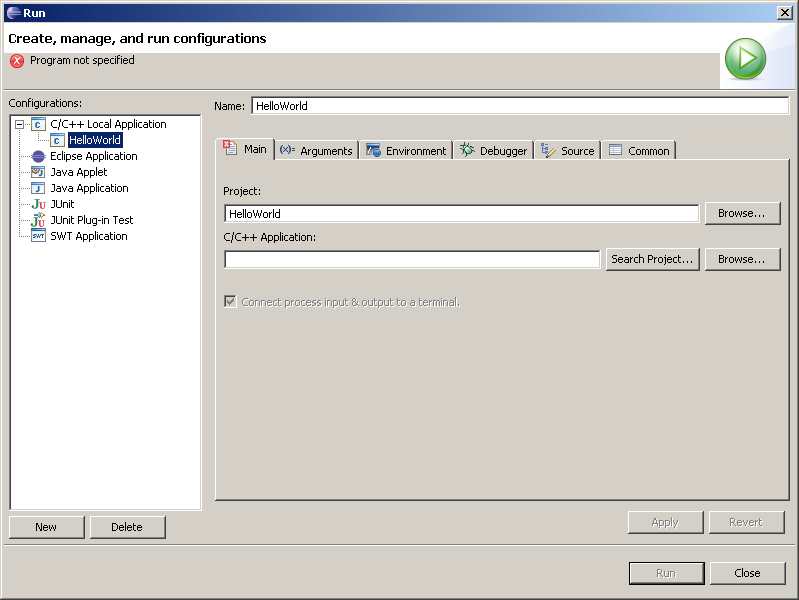 Run
Create, manage, and run configurations
Program not specified
Configurations:
C/C++ Local Application
HelloWorld
Eclipse Application
Java Applet
Java Application
JUnit
JUnit Plug-in Test
SWT Application
New Delete
Name: HelloWorld
Main Arguments Environment Debugger Source Common
Project:
HelloWorld Browse...
C/C++ Application:
Search Project... Browse...
Connect process input & output to a terminal.
Apply Revert
Run Close